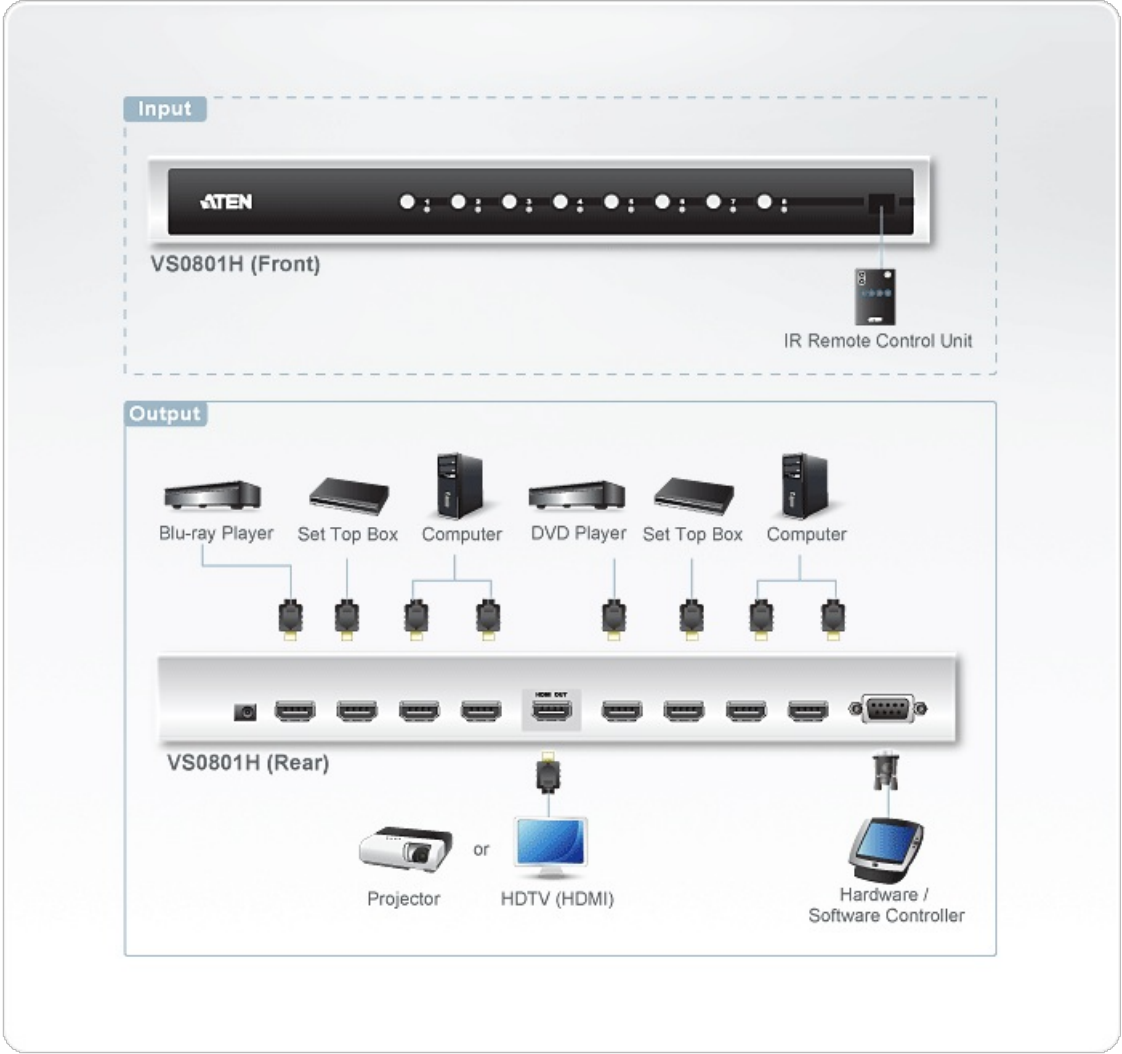 Input
ATEN
1 2 3 4 5 6 7 8
VS0801H (Front)
IR Remote Control Unit
Output
Blu-ray Player Set Top Box Computer DVD Player Set Top Box Computer
HDMI OUT
VS0801H (Rear)
or
Projector HDTV (HDMI)
Hardware /
Software Controller